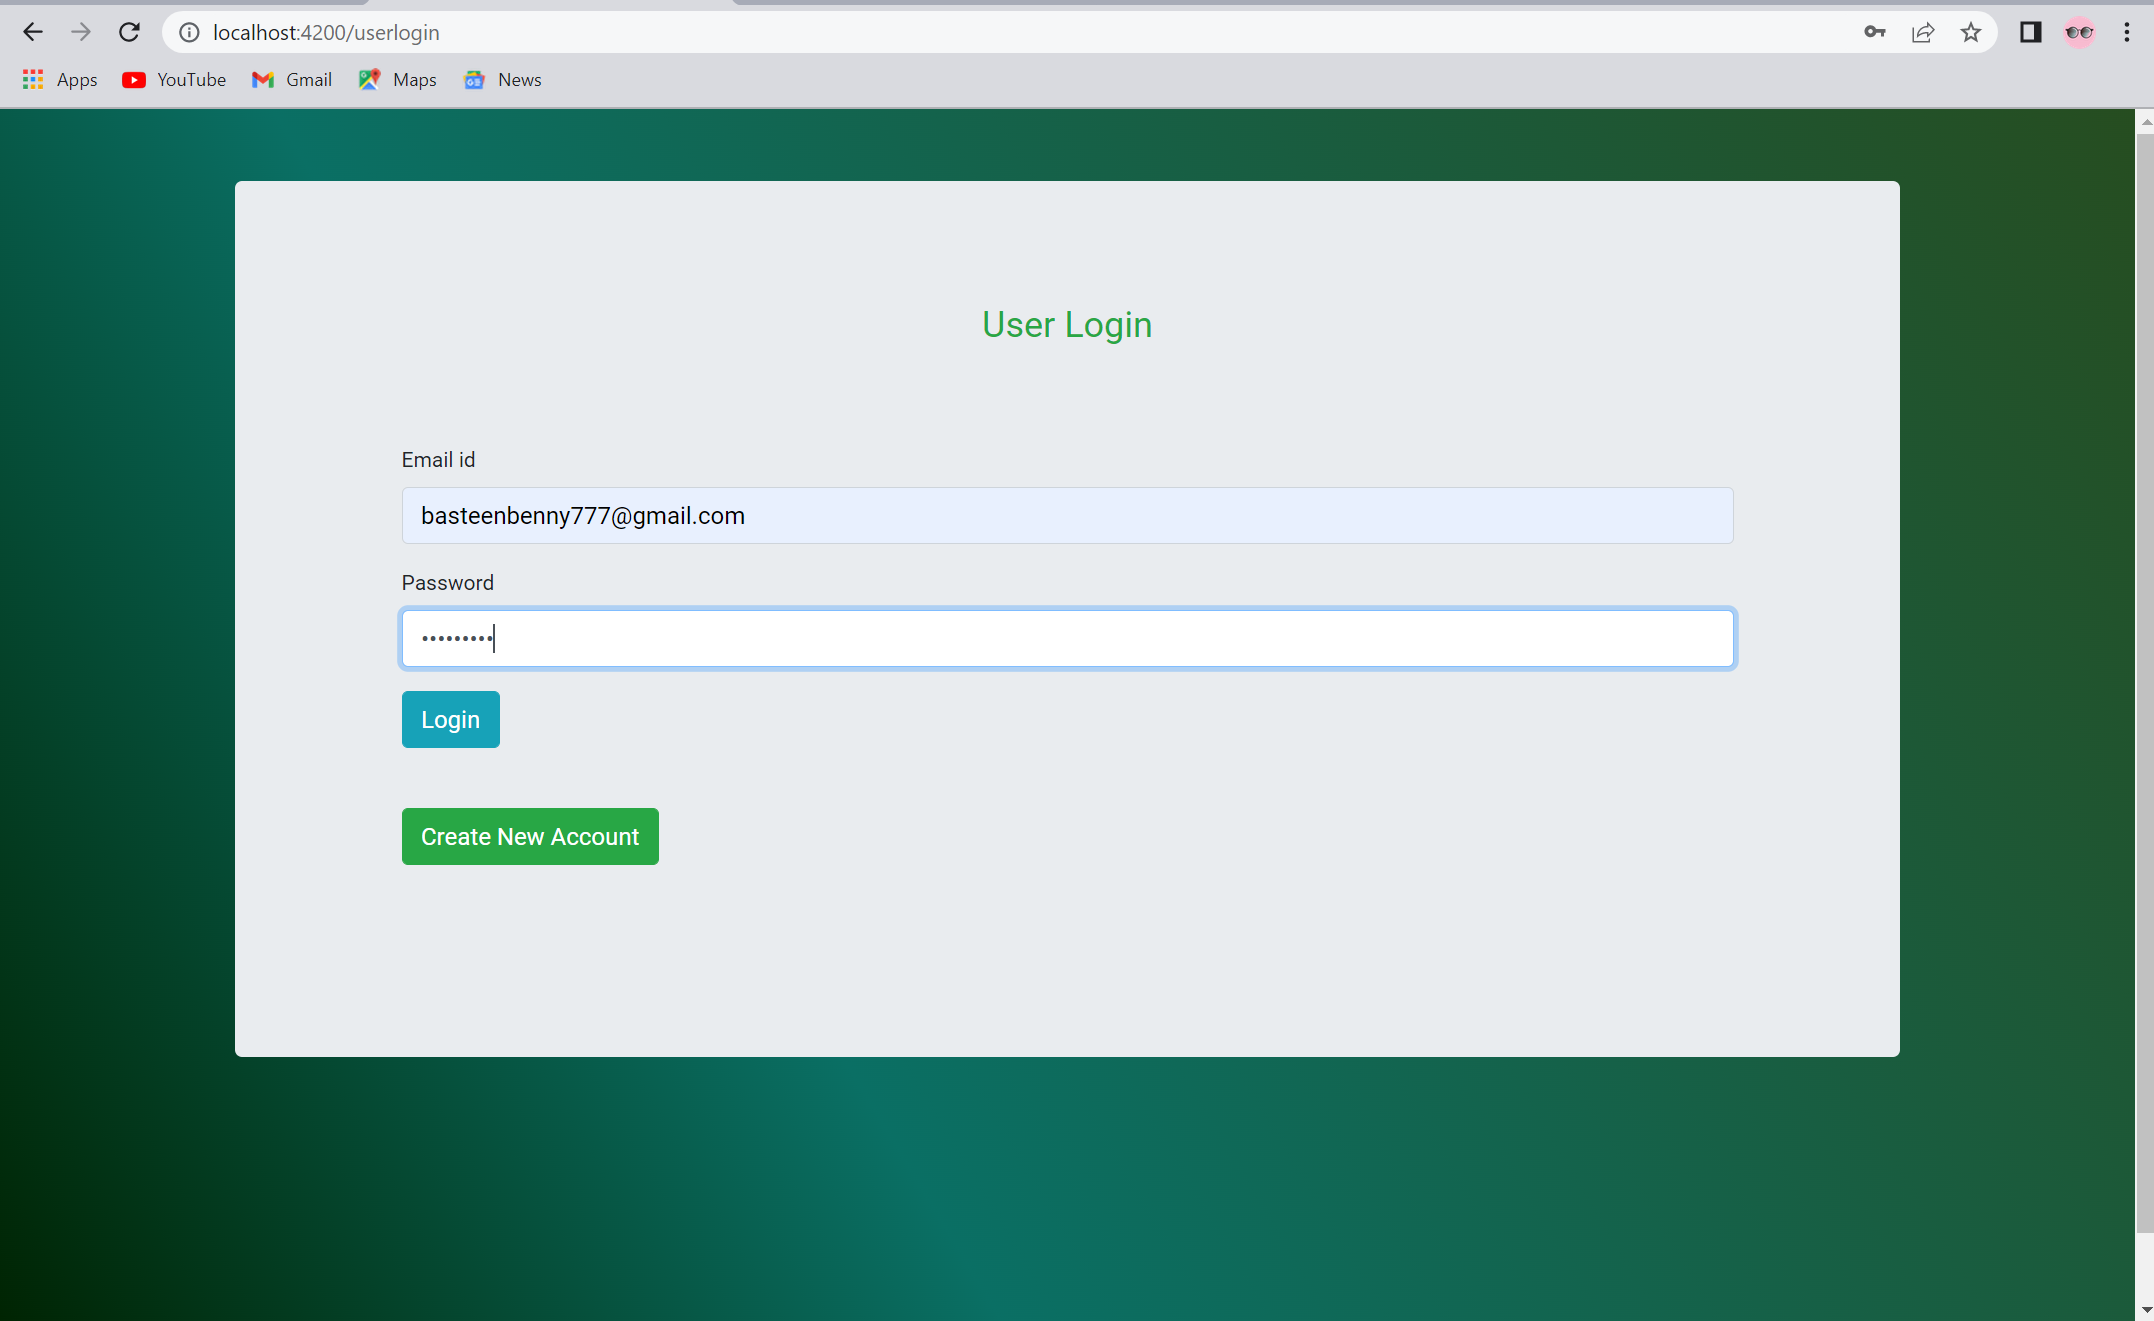 localhost:4200/userlogin
Apps YouTube Gmail Maps News
User Login
Email id
basteenbenny777@gmail.com
Password
•••••••••
Login
Create New Account